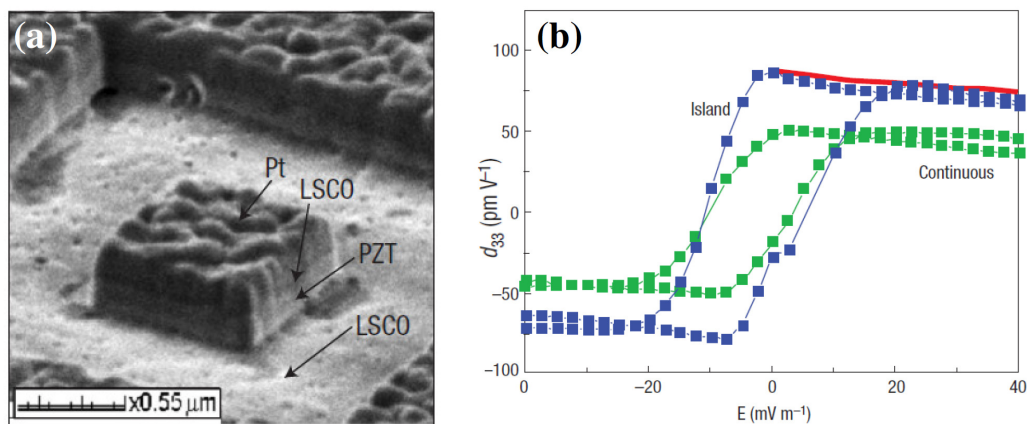 (a)
Pt
LSCO
PZT
LSCO
x0.55 μm
(b)
100
50
0
−50
−100
d33 (pm V−1)
Island
Continuous
0
−20
0
20
40
E (mV m−1)